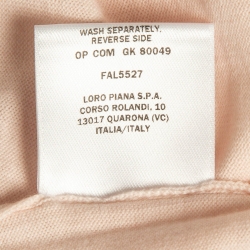 WASH SEPARATELY.
REVERSE SIDE
OP COM GK 80049
FAL5527
LORO PIANA S.P.A.
CORSO ROLANDI, 10
13017 QUARONA (VC)
ITALIA/ITALY